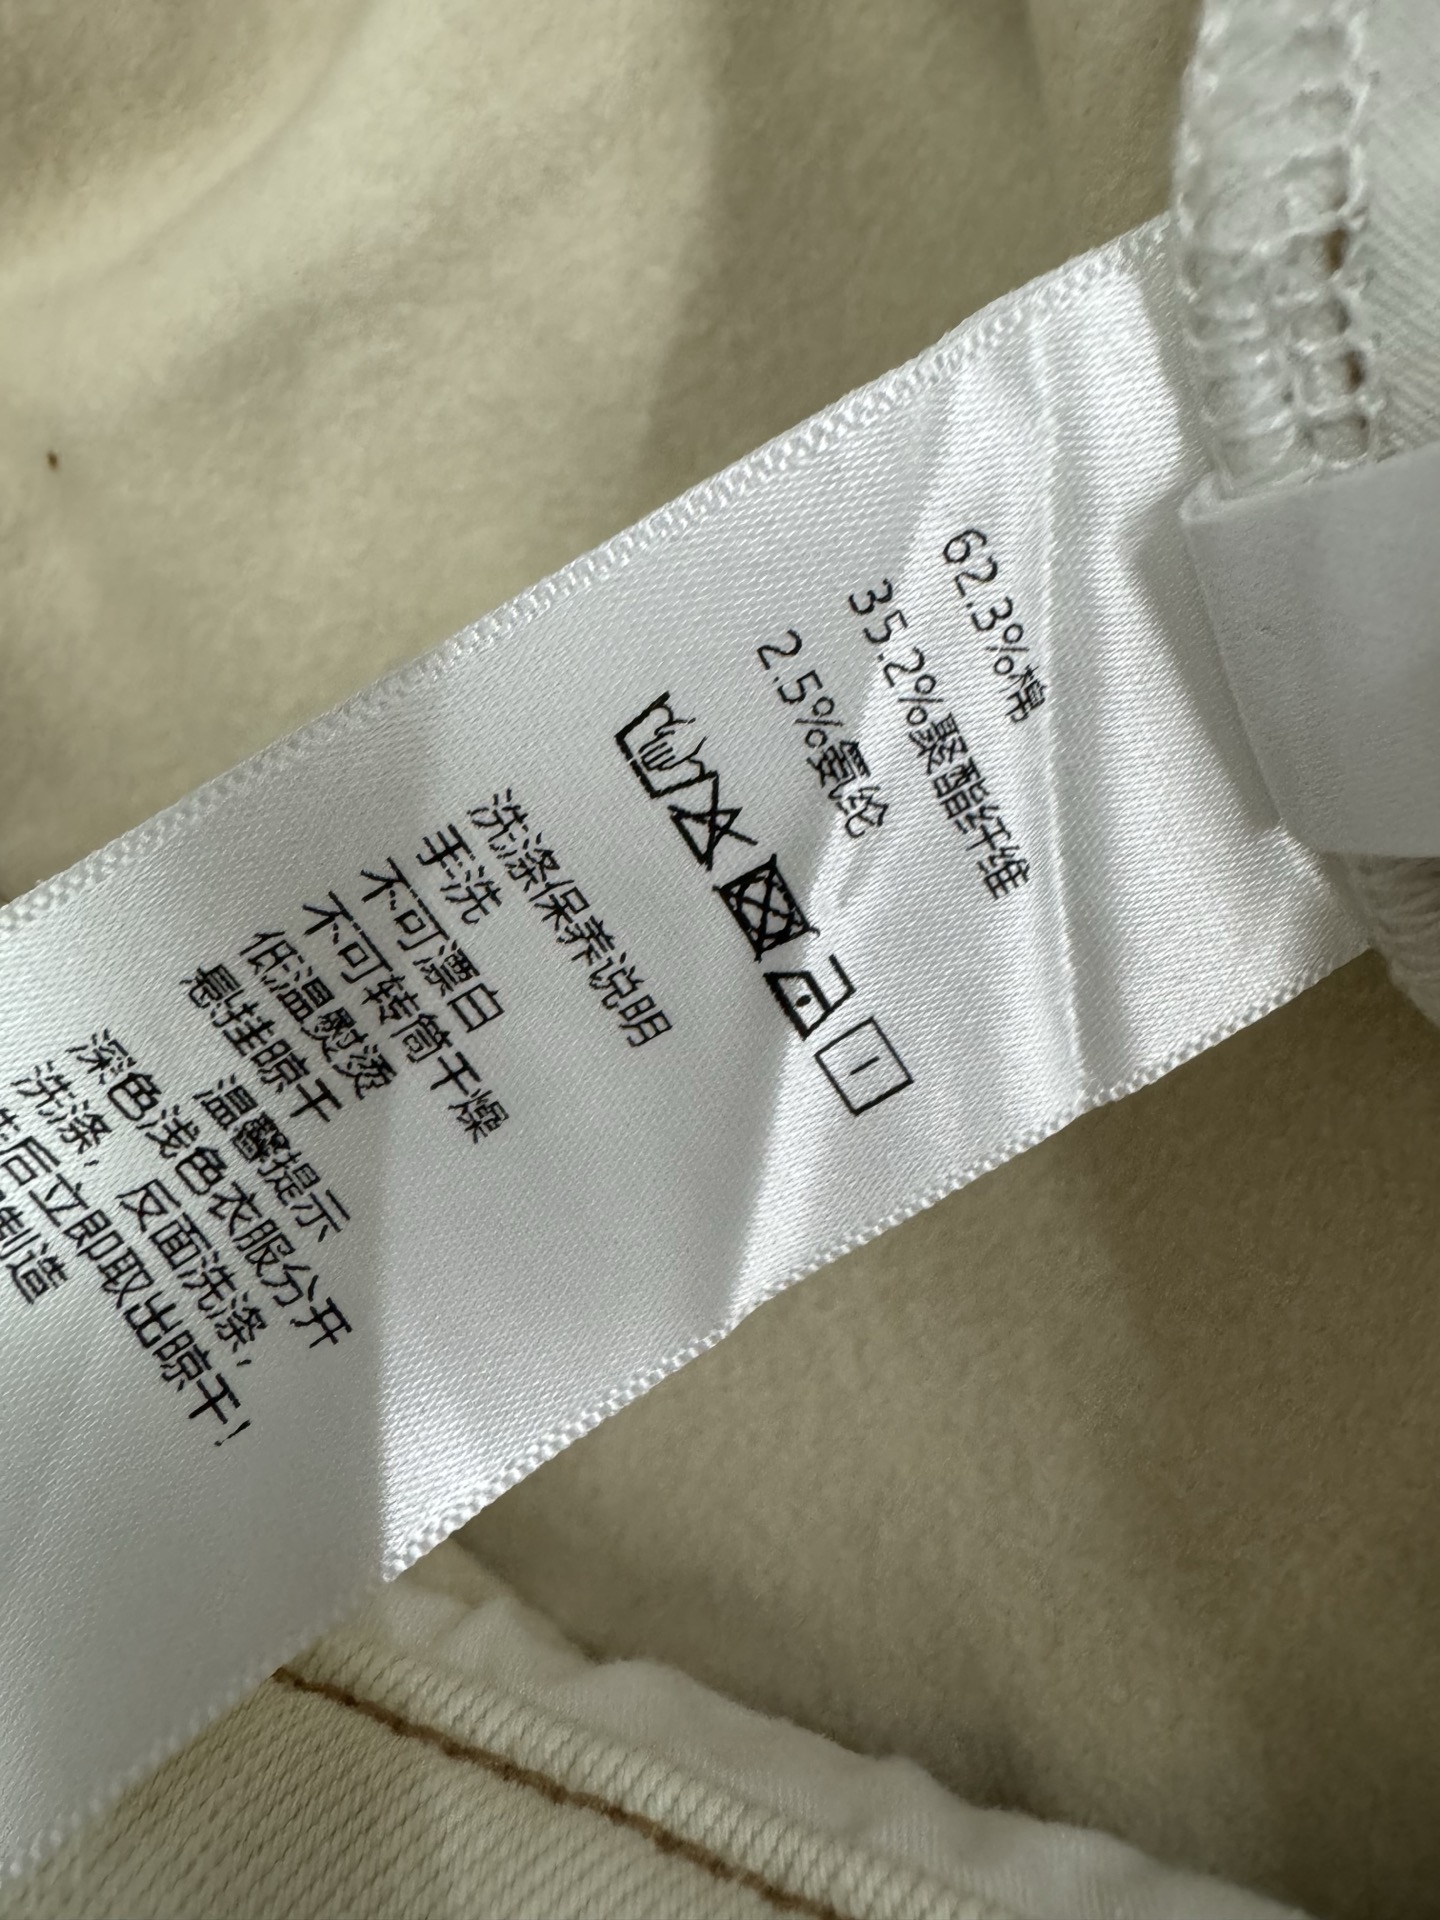 62.3%棉
35.2%聚酯纤维
2.5%氨纶
洗涤保养说明
手洗
不可漂白
不可转筒干燥
低温熨烫
悬挂晾干
温馨提示
深色浅色衣服分开
洗涤，反面洗涤，
后立即取出晾干！
制造